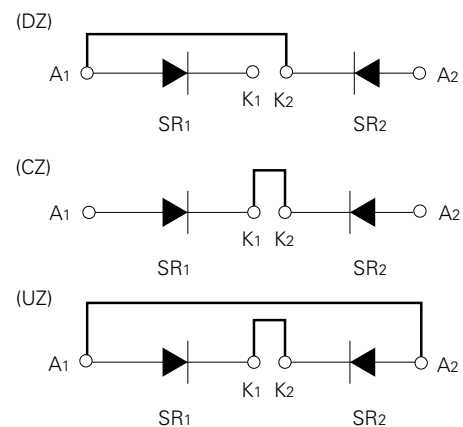 (DZ)
A1 K1 K2 A2
SR1 SR2
(CZ)
A1 K1 K2 A2
SR1 SR2
(UZ)
A1 K1 K2 A2
SR1 SR2